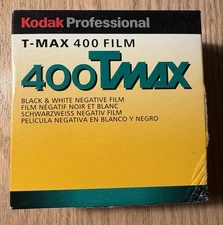 Kodak Professional
T-MAX 400 FILM
400TMAX
BLACK & WHITE NEGATIVE FILM
FILM NÉGATIF NOIR ET BLANC
SCHWARZWEISS NEGATIV FILM
PELÍCULA NEGATIVA EN BLANCO Y NEGRO